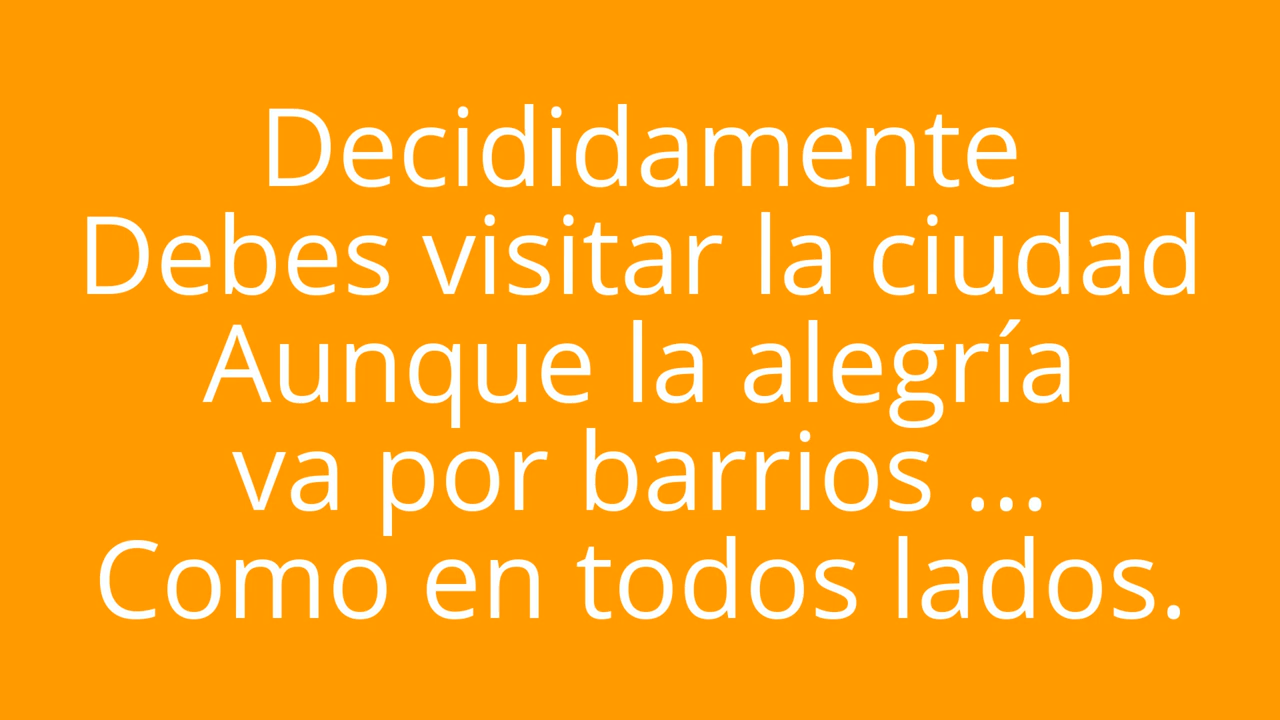 Decididamente
Debes visitar la ciudad
Aunque la alegría
va por barrios ...
Como en todos lados.